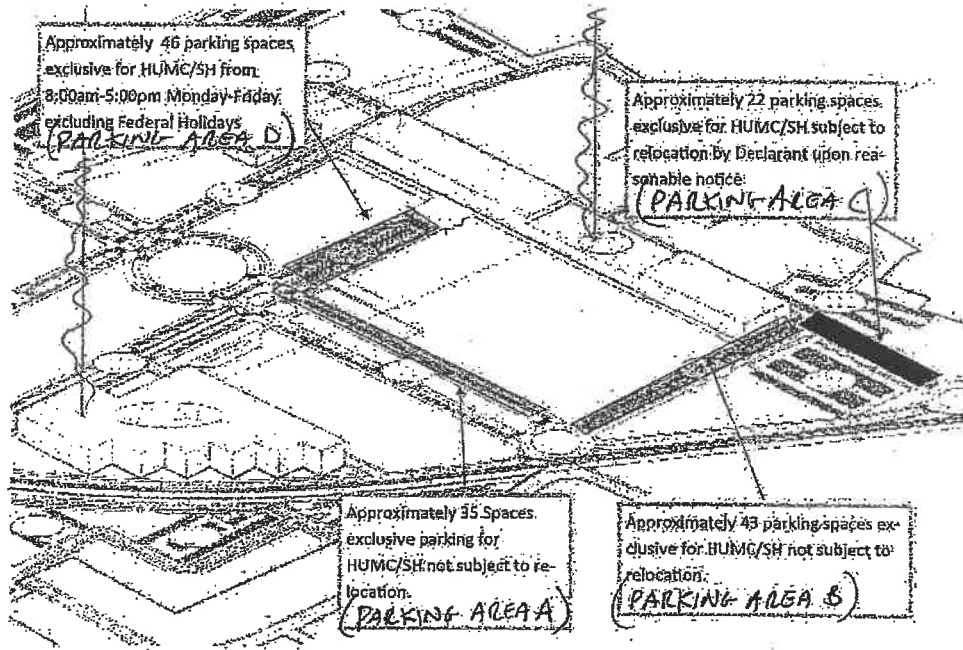 Approximately 46 parking spaces
exclusive for HUMC/SH from
8:00am-5:00pm Monday-Friday
excluding Federal Holidays
(PARKING AREA D)
Approximately 22 parking spaces
exclusive for HUMC/SH subject to
relocation by Declarant upon rea-
sonable notice
(PARKING AREA C)
Approximately 35 Spaces
exclusive parking for
HUMC/SH not subject to re-
location.
(PARKING AREA A)
Approximately 43 parking spaces ex-
clusive for HUMC/SH not subject to
relocation.
(PARKING AREA B)